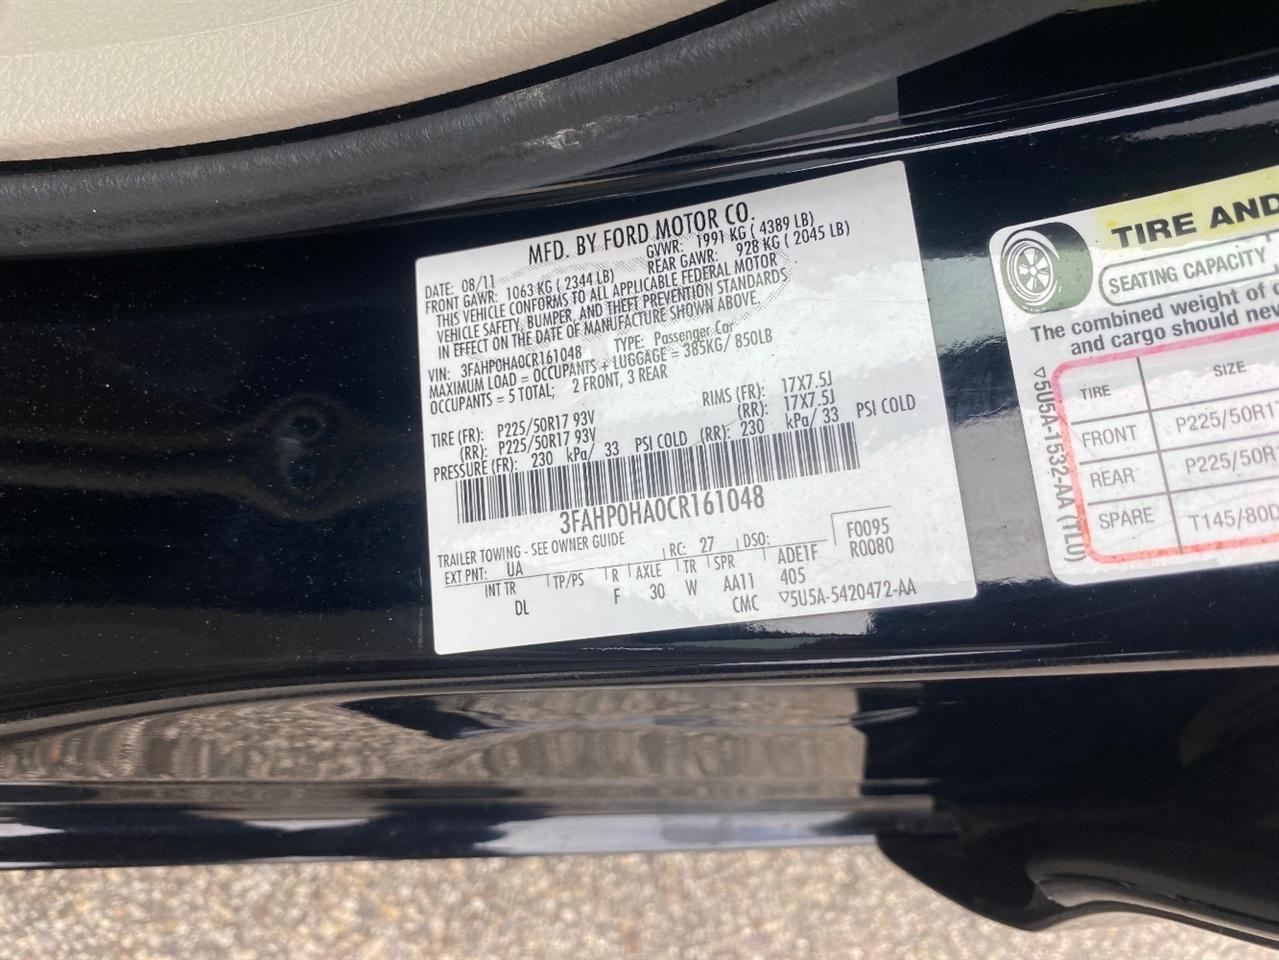 MFD. BY FORD MOTOR CO.
DATE: 08/11 GVWR: 1991 KG ( 4389 LB)
FRONT GAWR: 1063 KG ( 2344 LB) REAR GAWR: 928 KG ( 2045 LB)
THIS VEHICLE CONFORMS TO ALL APPLICABLE FEDERAL MOTOR
VEHICLE SAFETY, BUMPER, AND THEFT PREVENTION STANDARDS
IN EFFECT ON THE DATE OF MANUFACTURE SHOWN ABOVE.
VIN: 3FAHP0HA0CR161048 TYPE: Passenger Car
MAXIMUM LOAD = OCCUPANTS + LUGGAGE = 385KG/ 850LB
OCCUPANTS = 5 TOTAL; 2 FRONT, 3 REAR
TIRE (FR): P225/50R17 93V RIMS (FR): 17X7.5J
(RR): P225/50R17 93V (RR): 17X7.5J
PRESSURE (FR): 230 kPa/ 33 PSI COLD (RR): 230 kPa/ 33 PSI COLD
3FAHP0HA0CR161048
TRAILER TOWING - SEE OWNER GUIDE
EXT PNT: UA RC: 27 DSO: F0095
R0080
INT TR TP/PS R AXLE TR SPR ADE1F
DL F 30 W AA11 405
CMC ▽5U5A-5420472-AA
TIRE AND
SEATING CAPACITY
The combined weight of
and cargo should nev
TIRE SIZE
FRONT P225/50R1
REAR P225/50R1
SPARE T145/80D
▽5U5A-1532-AA (TLU)